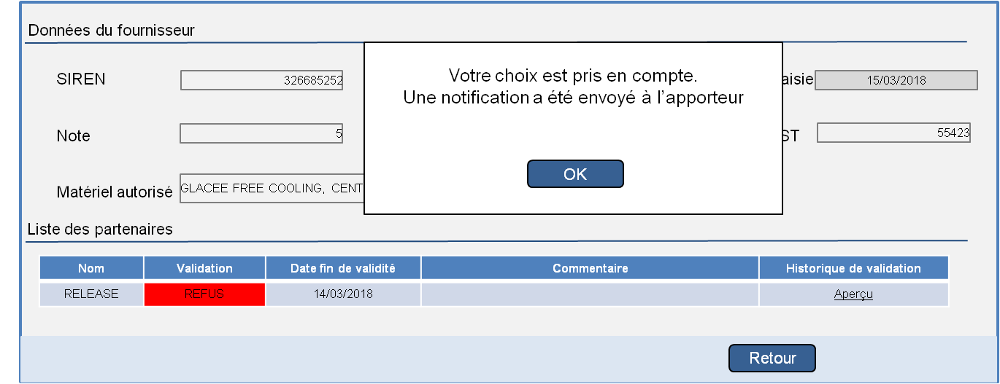 Données du fournisseur
Votre choix est pris en compte.
Une notification a été envoyé à l'apporteur
OK
SIREN 326685252
aisie 15/03/2018
Note 5
ST 55423
Matériel autorisé GLACEE FREE COOLING, CENT
Liste des partenaires
Nom Validation Date fin de validité Commentaire Historique de validation
RELEASE REFUS 14/03/2018 Aperçu
Retour